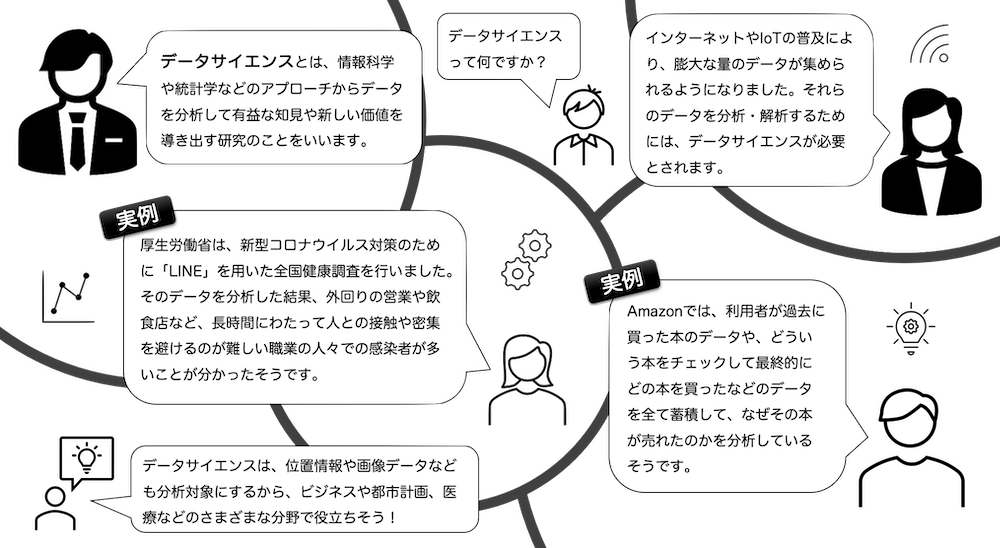 データサイエンスとは、情報科学
や統計学などのアプローチからデータ
を分析して有益な知見や新しい価値を
導き出す研究のことをいいます。
データサイエンス
って何ですか？
インターネットやIoTの普及によ
り、膨大な量のデータが集めら
れるようになりました。それら
のデータを分析・解析するため
には、データサイエンスが必要
とされます。
実例
厚生労働省は、新型コロナウイルス対策のため
に「LINE」を用いた全国健康調査を行いました。
そのデータを分析した結果、外回りの営業や飲
食店など、長時間にわたって人との接触や密集
を避けるのが難しい職業の人々での感染者が多
いことが分かったそうです。
実例
Amazonでは、利用者が過去に
買った本のデータや、どうい
う本をチェックして最終的に
どの本を買ったなどのデータ
を全て蓄積して、なぜその本
が売れたのかを分析している
そうです。
データサイエンスは、位置情報や画像データなど
も分析対象にするから、ビジネスや都市計画、医
療などのさまざまな分野で役立ちそう！